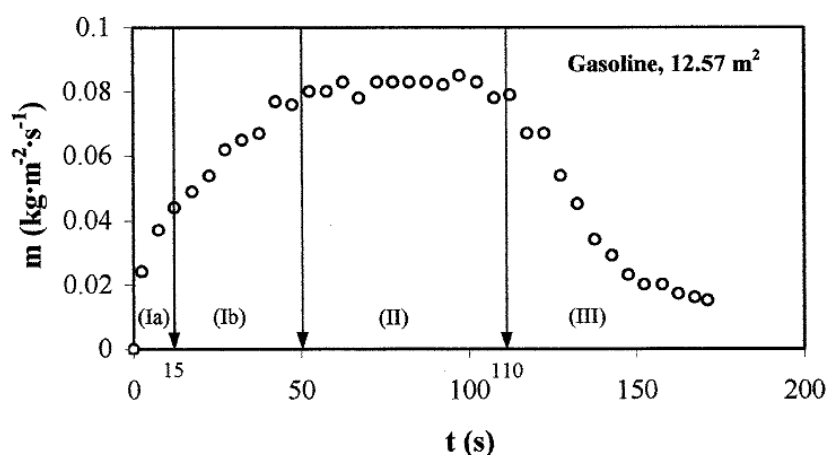 0.1
Gasoline, 12.57 m²
0.08
0.06
m (kg·m⁻²·s⁻¹)
0.04
0.02
(Ia) (Ib) (II) (III)
0
15 110
0 50 100 150 200
t (s)